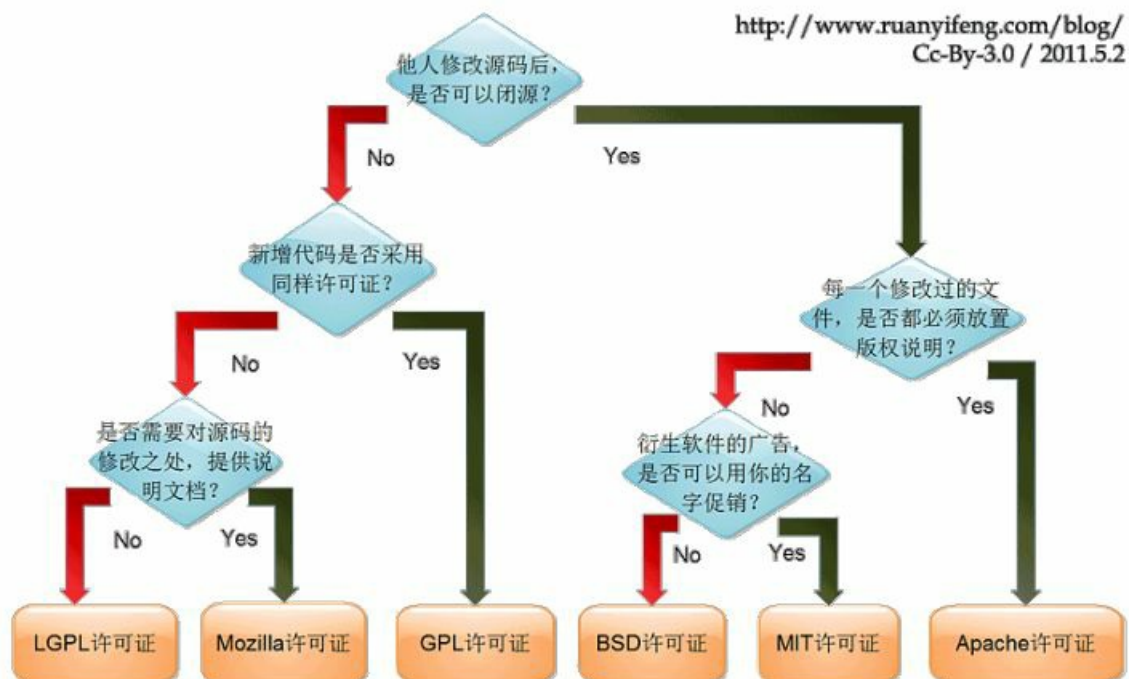 http://www.ruanyifeng.com/blog/
Cc-By-3.0 / 2011.5.2
他人修改源码后，
是否可以闭源？
No
Yes
新增代码是否采用
同样许可证？
每一个修改过的文
件，是否都必须放置
版权说明？
No
Yes
No
Yes
是否需要对源码的
修改之处，提供说
明文档？
衍生软件的广告，
是否可以用你的名
字促销？
No
Yes
No
Yes
LGPL许可证
Mozilla许可证
GPL许可证
BSD许可证
MIT许可证
Apache许可证